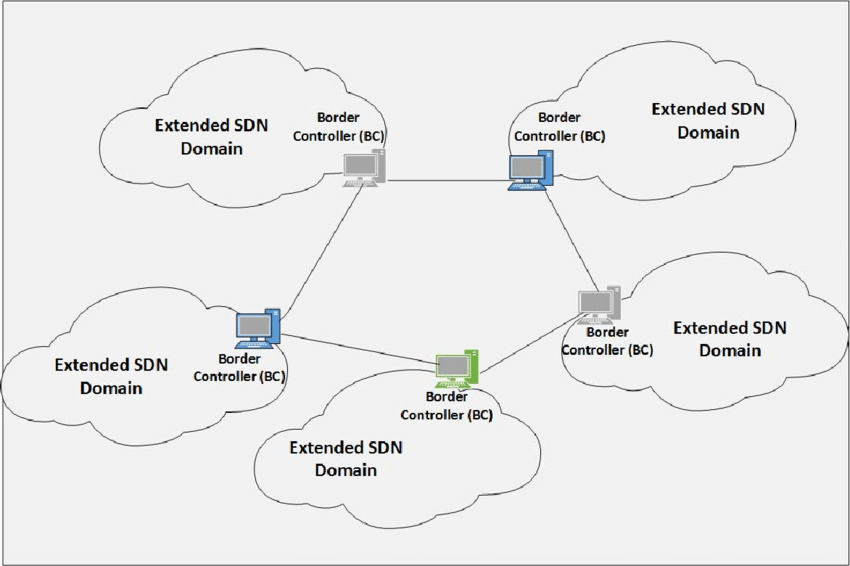 Extended SDN
Domain
Border
Controller (BC)
Border
Controller (BC)
Extended SDN
Domain
Extended SDN
Domain
Border
Controller (BC)
Border
Controller (BC)
Extended SDN
Domain
Border
Controller (BC)
Extended SDN
Domain